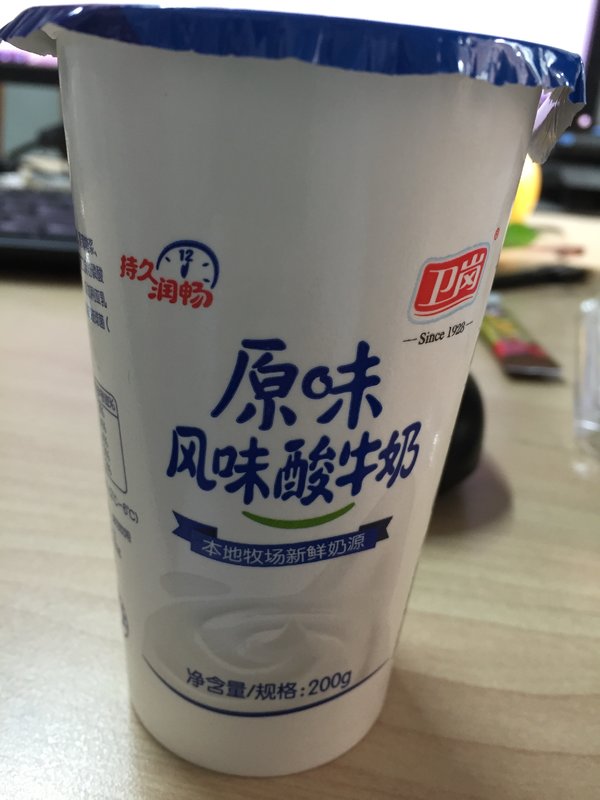 12
持久
润畅
卫岗
®
Since 1928
原味
风味酸牛奶
本地牧场新鲜奶源
净含量/规格:200g